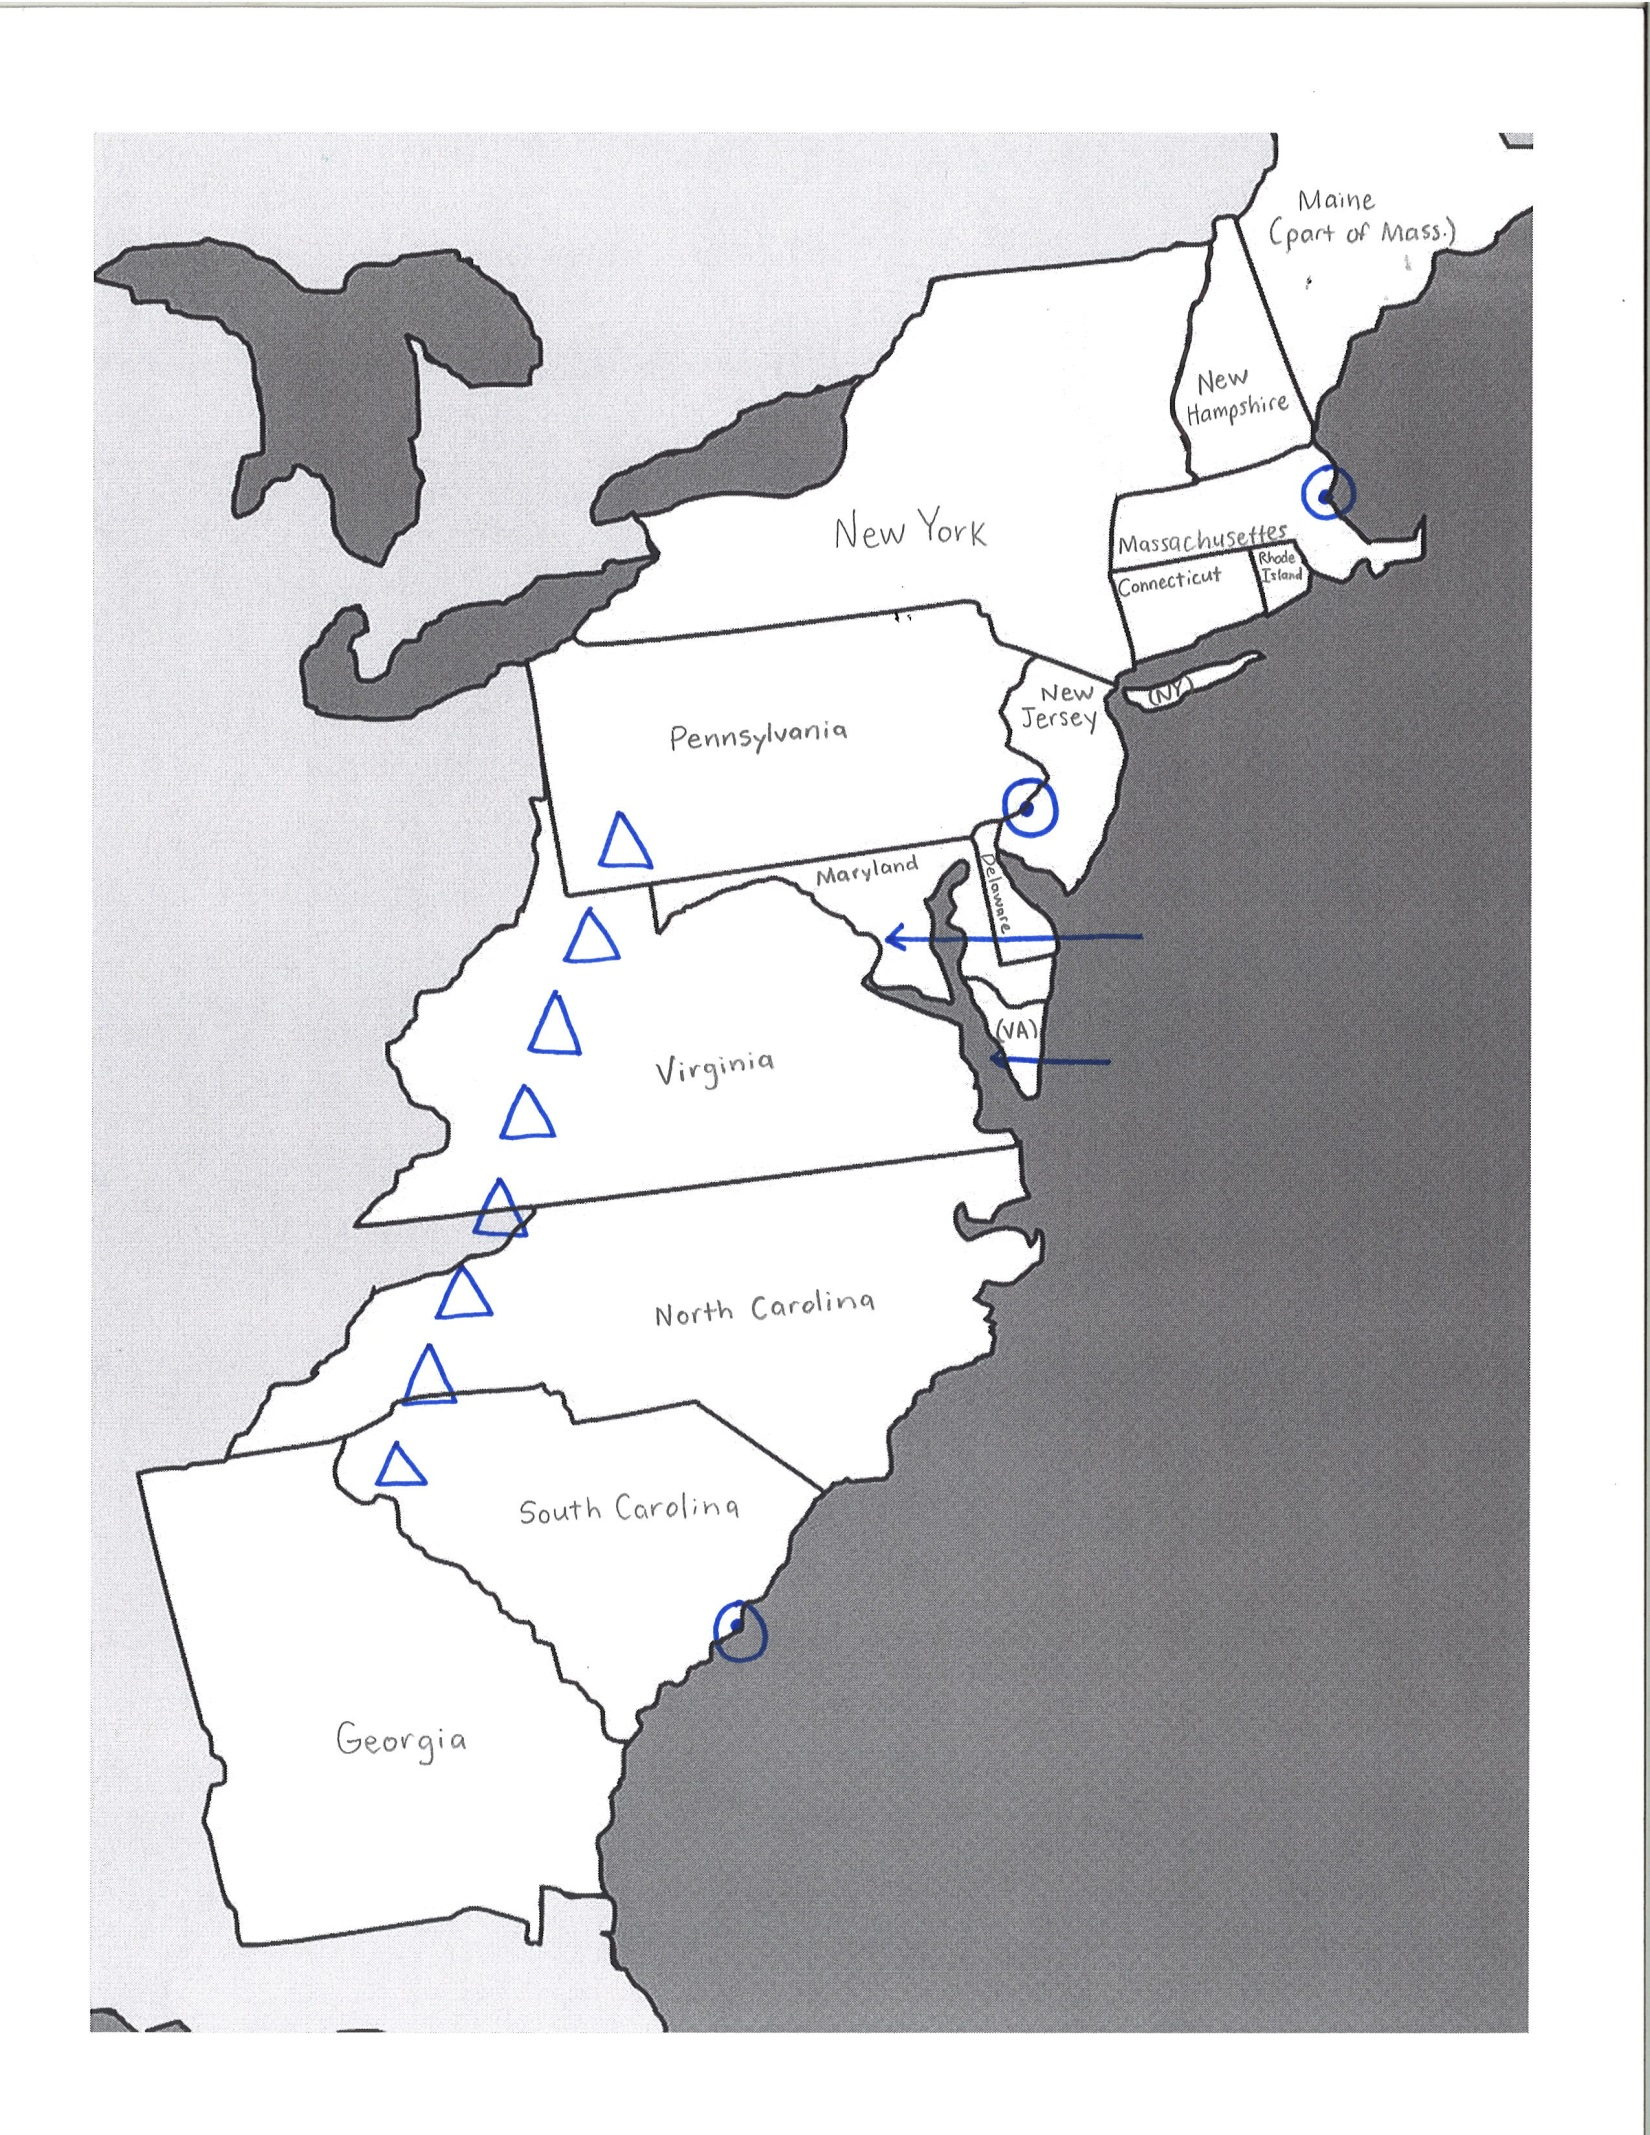 Maine
(part of Mass.)
New
Hampshire
New York
Massachusettes
Connecticut
Rhode
Island
(NY)
New
Jersey
Pennsylvania
Maryland
Delaware
(VA)
Virginia
North Carolina
South Carolina
Georgia